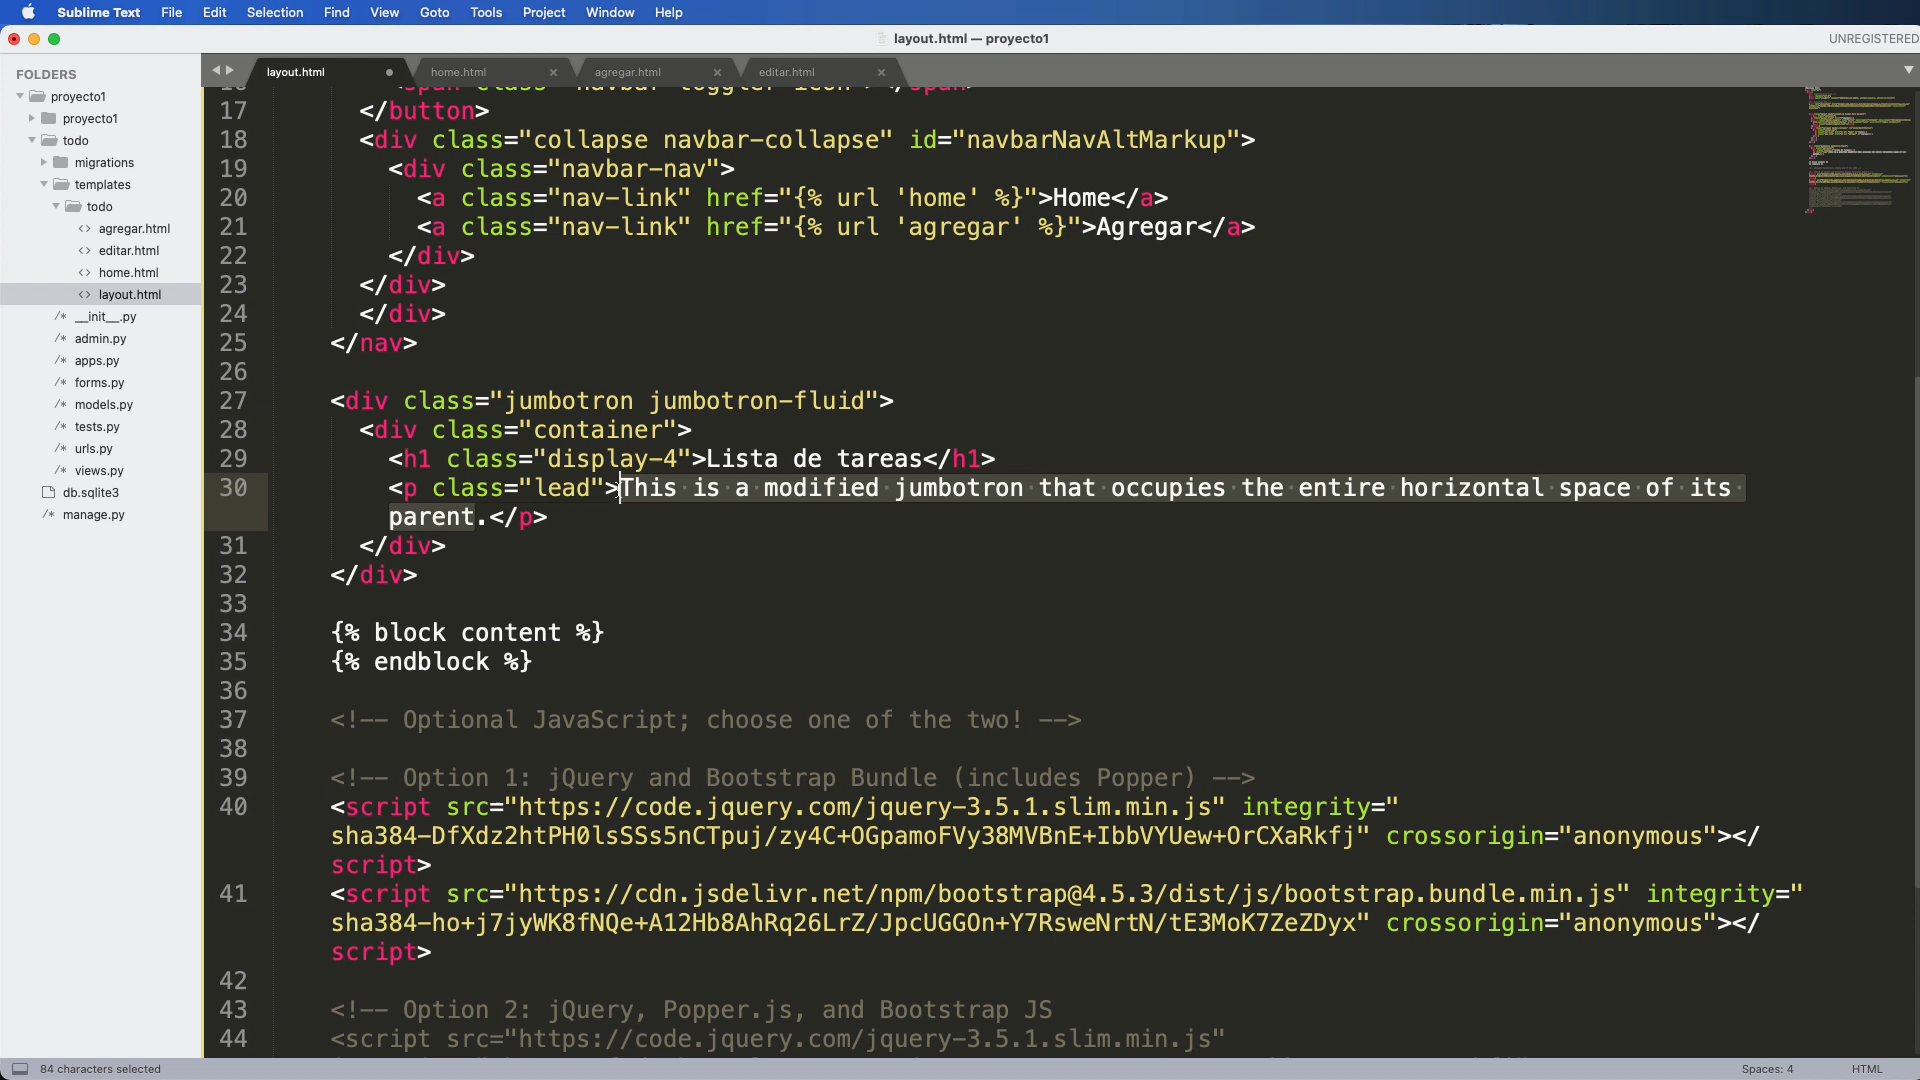 Sublime Text File Edit Selection Find View Goto Tools Project Window Help
layout.html — proyecto1
UNREGISTERED
FOLDERS
proyecto1
proyecto1
todo
migrations
templates
todo
agregar.html
editar.html
home.html
layout.html
__init__.py
admin.py
apps.py
forms.py
models.py
tests.py
urls.py
views.py
db.sqlite3
manage.py
layout.html home.html agregar.html editar.html
17 </button>
18 <div class="collapse navbar-collapse" id="navbarNavAltMarkup">
19 <div class="navbar-nav">
20 <a class="nav-link" href="{% url 'home' %}">Home</a>
21 <a class="nav-link" href="{% url 'agregar' %}">Agregar</a>
22 </div>
23 </div>
24 </div>
25 </nav>
26
27 <div class="jumbotron jumbotron-fluid">
28 <div class="container">
29 <h1 class="display-4">Lista de tareas</h1>
30 <p class="lead">This is a modified jumbotron that occupies the entire horizontal space of its
parent.</p>
31 </div>
32 </div>
33
34 {% block content %}
35 {% endblock %}
36
37 <!-- Optional JavaScript; choose one of the two! -->
38
39 <!-- Option 1: jQuery and Bootstrap Bundle (includes Popper) -->
40 <script src="https://code.jquery.com/jquery-3.5.1.slim.min.js" integrity="
sha384-DfXdz2htPH0lsSSs5nCTpuj/zy4C+OGpamoFVy38MVBnE+IbbVYUew+OrCXaRkfj" crossorigin="anonymous"></
script>
41 <script src="https://cdn.jsdelivr.net/npm/bootstrap@4.5.3/dist/js/bootstrap.bundle.min.js" integrity="
sha384-ho+j7jyWK8fNQe+A12Hb8AhRq26LrZ/JpcUGGOn+Y7RsweNrtN/tE3MoK7ZeZDyx" crossorigin="anonymous"></
script>
42
43 <!-- Option 2: jQuery, Popper.js, and Bootstrap JS
44 <script src="https://code.jquery.com/jquery-3.5.1.slim.min.js"
84 characters selected
Spaces: 4
HTML